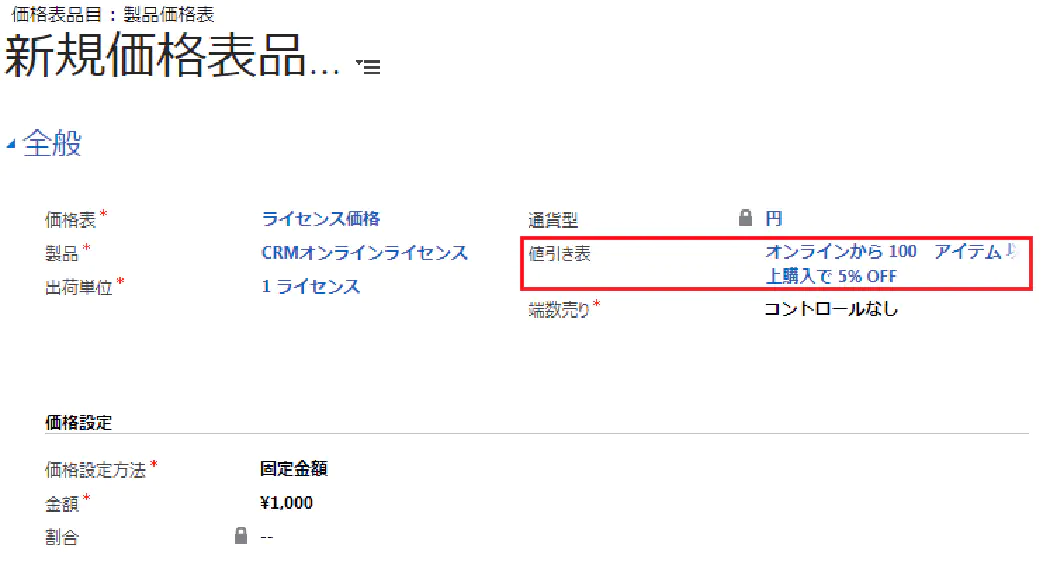 価格表品目：製品価格表
新規価格表品...
全般
価格表* ライセンス価格
製品* CRMオンラインライセンス
出荷単位* 1 ライセンス
通貨型 円
値引き表 オンラインから 100 アイテム
上購入で 5% OFF
端数売り* コントロールなし
価格設定
価格設定方法* 固定金額
金額* ¥1,000
割合 --